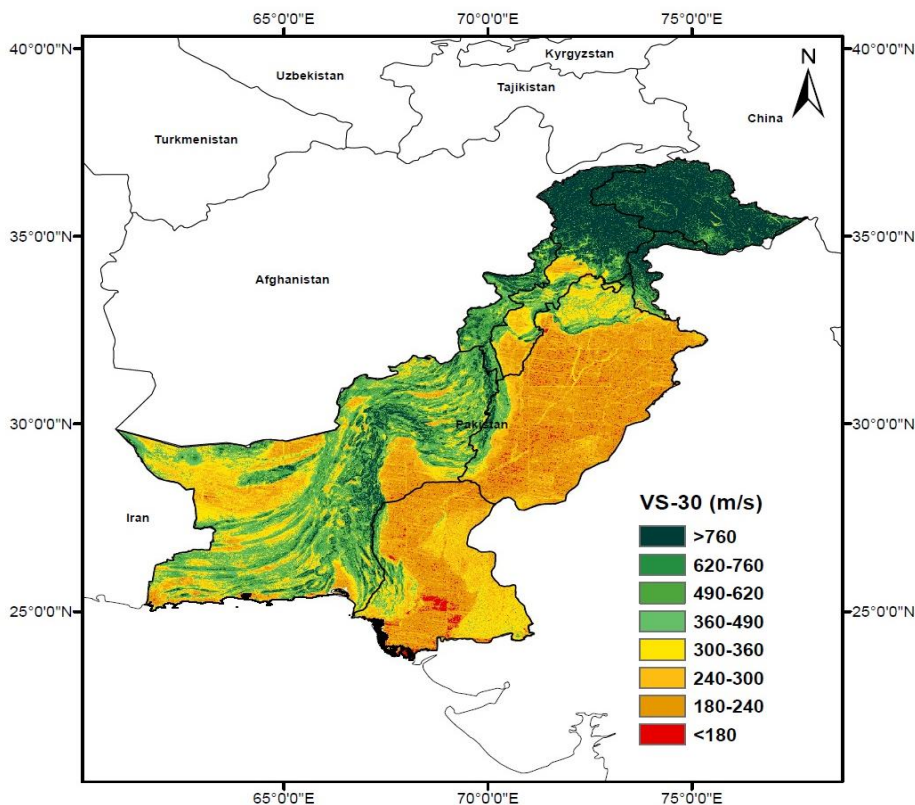 65°0'0"E 70°0'0"E 75°0'0"E
40°0'0"N 40°0'0"N
Kyrgyzstan
N
Uzbekistan
Tajikistan
China
Turkmenistan
35°0'0"N 35°0'0"N
Afghanistan
30°0'0"N 30°0'0"N
Pakistan
VS-30 (m/s)
Iran
>760
620-760
490-620
360-490
300-360
240-300
180-240
<180
25°0'0"N 25°0'0"N
65°0'0"E 70°0'0"E 75°0'0"E